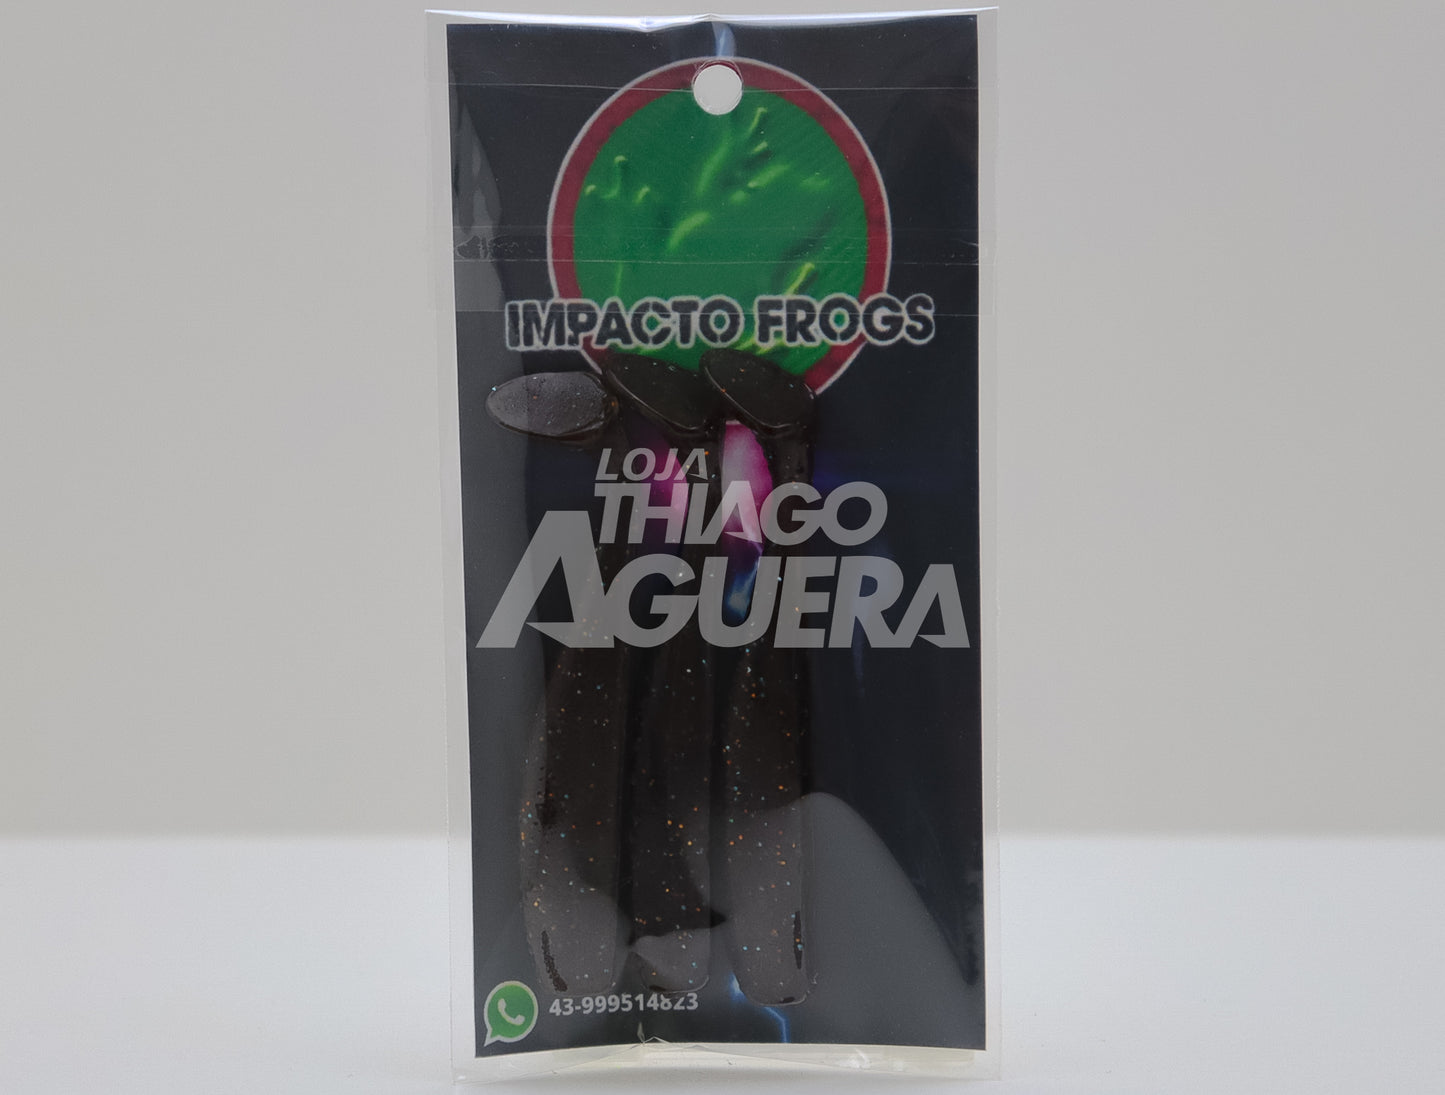 IMPACTO FROGS
LOJA
THIAGO
AGUERA
43-999514823